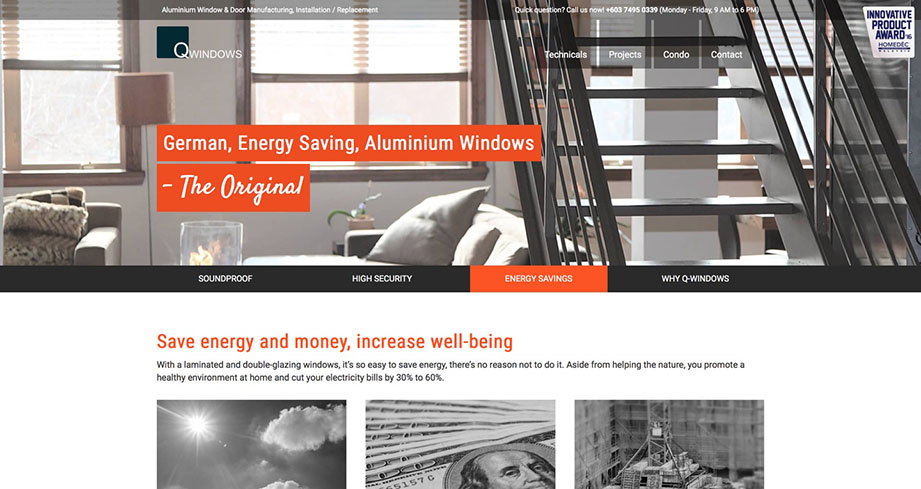 Aluminium Window & Door Manufacturing, Installation / Replacement
Quick question? Call us now! +603 7495 0339 (Monday - Friday, 9 AM to 6 PM)
INNOVATIVE
PRODUCT
AWARD '16
HOMEDEC
MALAYSIA
QWINDOWS
Technicals
Projects
Condo
Contact
German, Energy Saving, Aluminium Windows
- The Original
SOUNDPROOF
HIGH SECURITY
ENERGY SAVINGS
WHY Q-WINDOWS
Save energy and money, increase well-being
With a laminated and double-glazing windows, it's so easy to save energy, there's no reason not to do it. Aside from helping the nature, you promote a
healthy environment at home and cut your electricity bills by 30% to 60%.